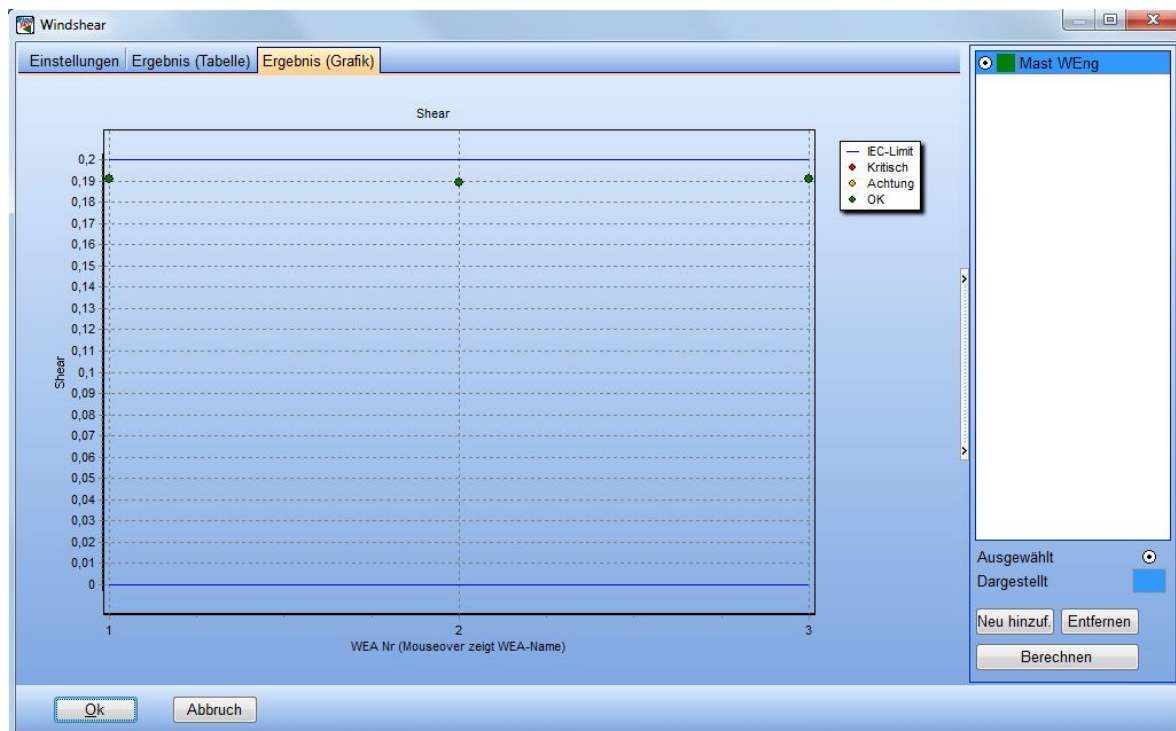 Windshear
Einstellungen Ergebnis (Tabelle) Ergebnis (Grafik)
Shear
0,2
0,19
0,18
0,17
0,16
0,15
0,14
0,13
0,12
0,11
0,1
0,09
0,08
0,07
0,06
0,05
0,04
0,03
0,02
0,01
0
Shear
1 2 3
WEA Nr (Mouseover zeigt WEA-Name)
IEC-Limit
Kritisch
Achtung
OK
Mast WEng
Ausgewählt
Dargestellt
Neu hinzuf. Entfernen
Berechnen
Ok Abbruch